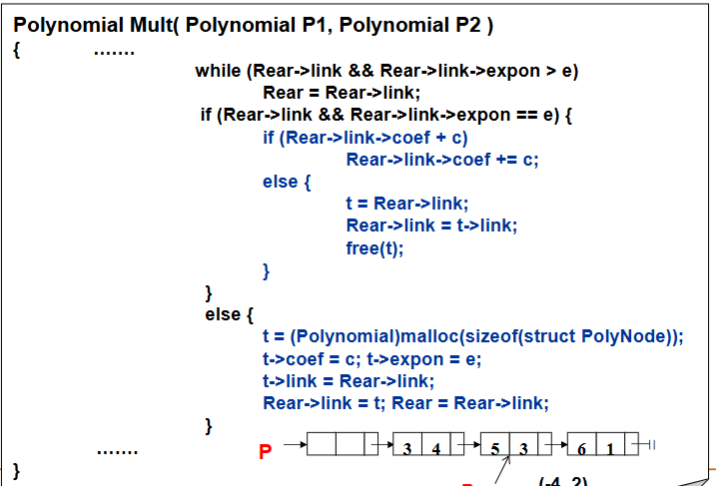 Polynomial Mult( Polynomial P1, Polynomial P2 )
{ .......
while (Rear->link && Rear->link->expon > e)
Rear = Rear->link;
if (Rear->link && Rear->link->expon == e) {
if (Rear->link->coef + c)
Rear->link->coef += c;
else {
t = Rear->link;
Rear->link = t->link;
free(t);
}
}
else {
t = (Polynomial)malloc(sizeof(struct PolyNode));
t->coef = c; t->expon = e;
t->link = Rear->link;
Rear->link = t; Rear = Rear->link;
}
P 3 4 5 3 6 1
.......
}
(-4, 2)